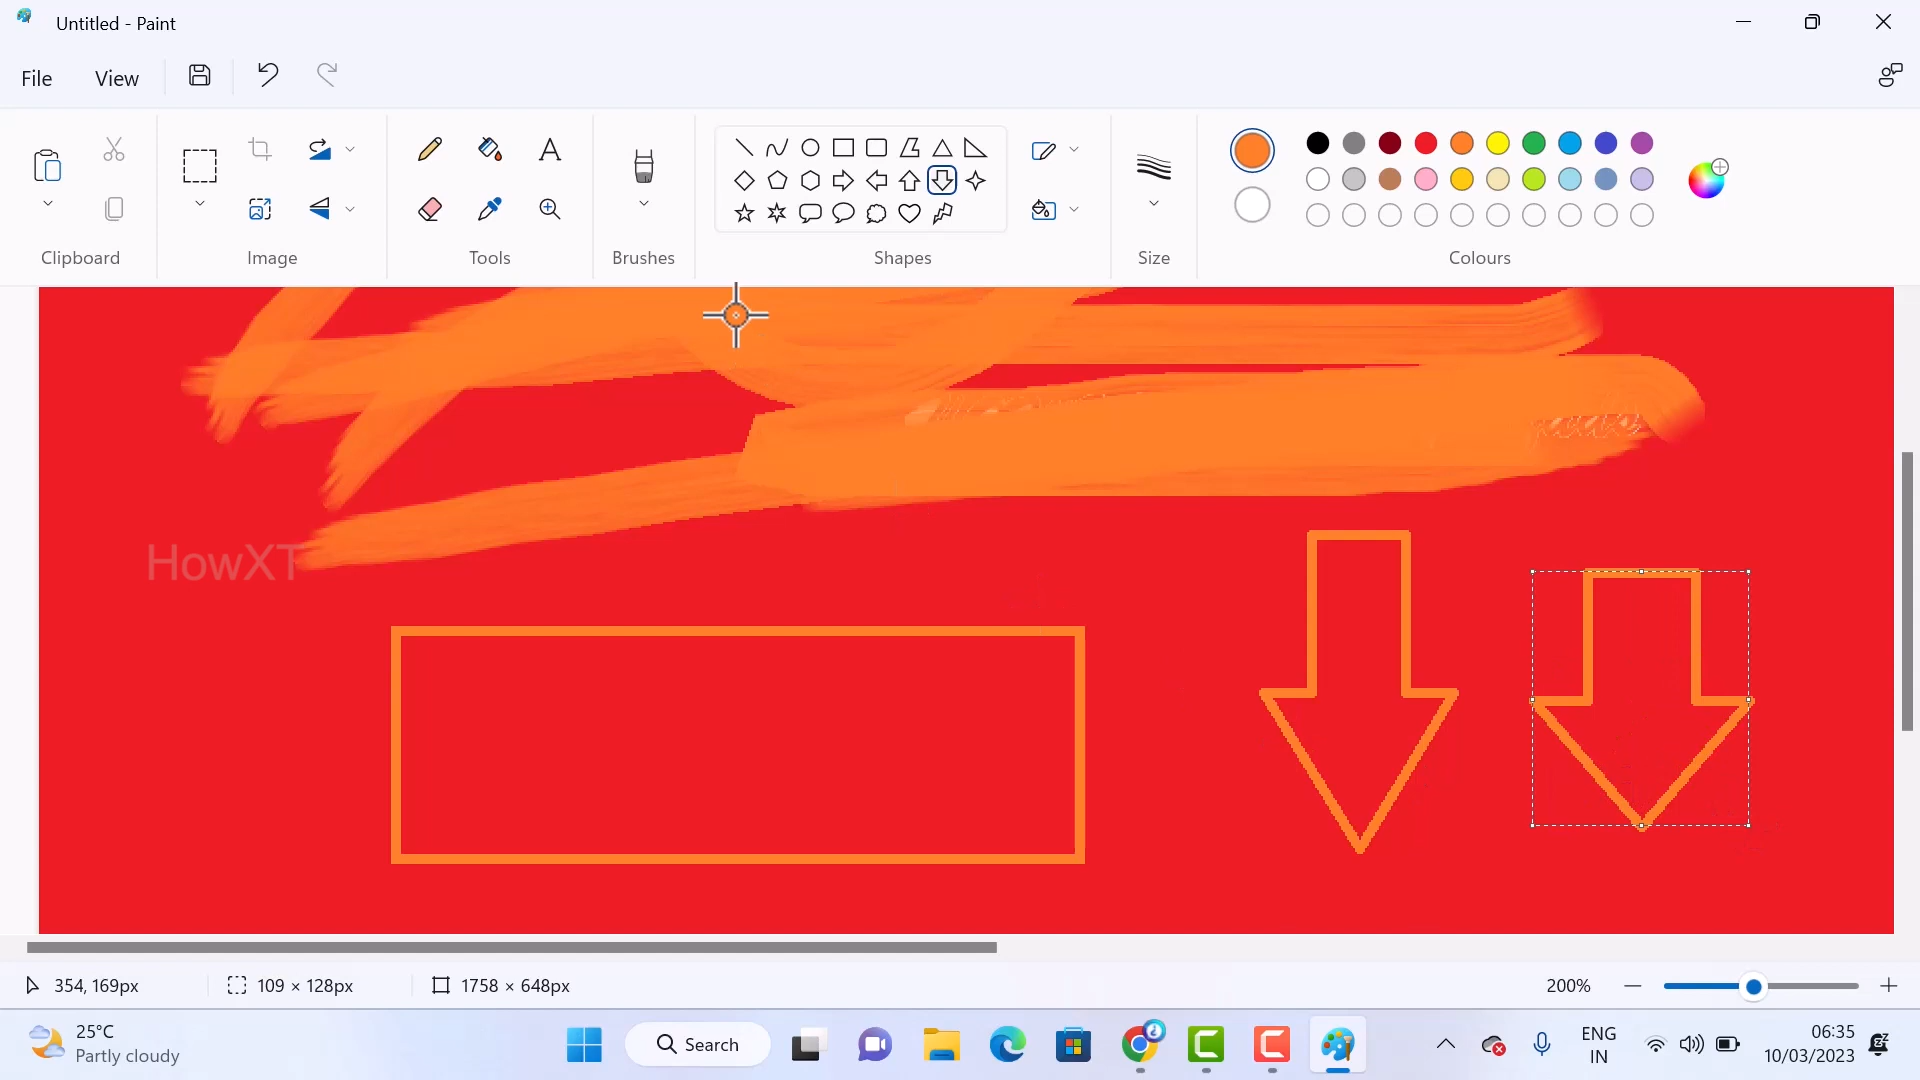 Untitled - Paint
File View
Clipboard Image Tools Brushes Shapes Size Colours
HowXT
354, 169px 109 × 128px 1758 × 648px 200%
25°C
Partly cloudy
Search
ENG
IN
06:35
10/03/2023